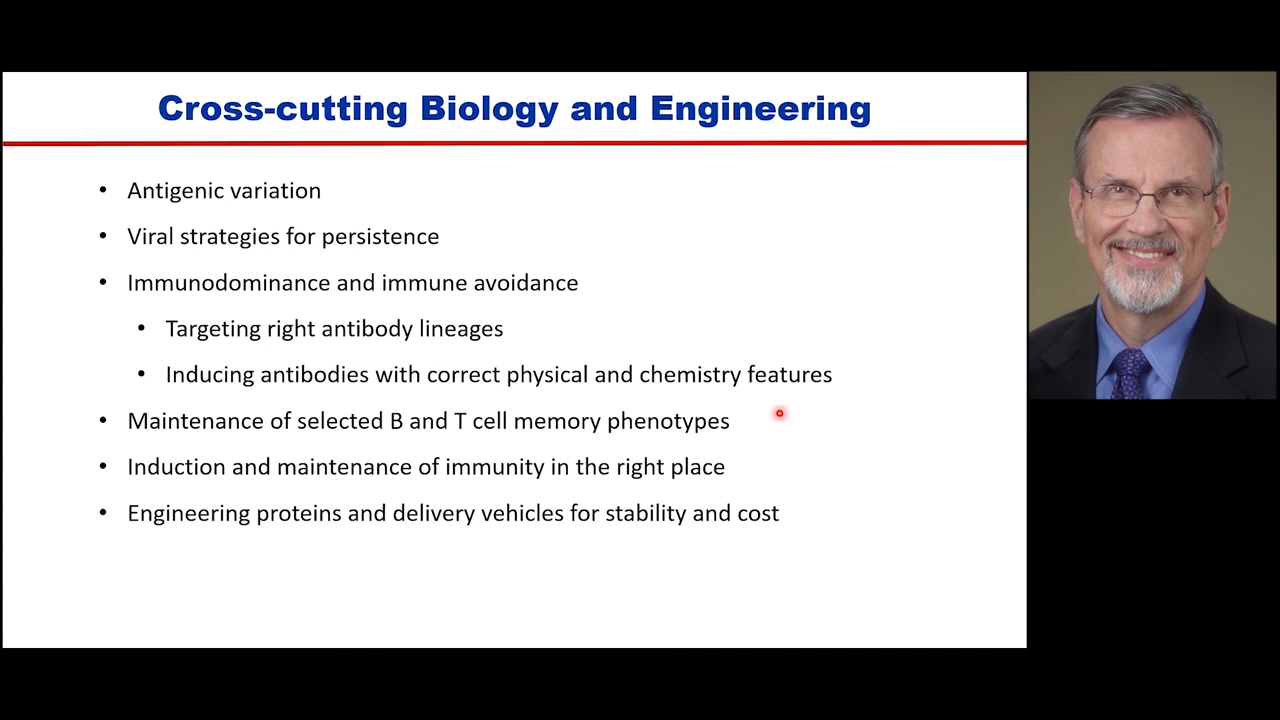 Cross-cutting Biology and Engineering
• Antigenic variation
• Viral strategies for persistence
• Immunodominance and immune avoidance
• Targeting right antibody lineages
• Inducing antibodies with correct physical and chemistry features
• Maintenance of selected B and T cell memory phenotypes
• Induction and maintenance of immunity in the right place
• Engineering proteins and delivery vehicles for stability and cost